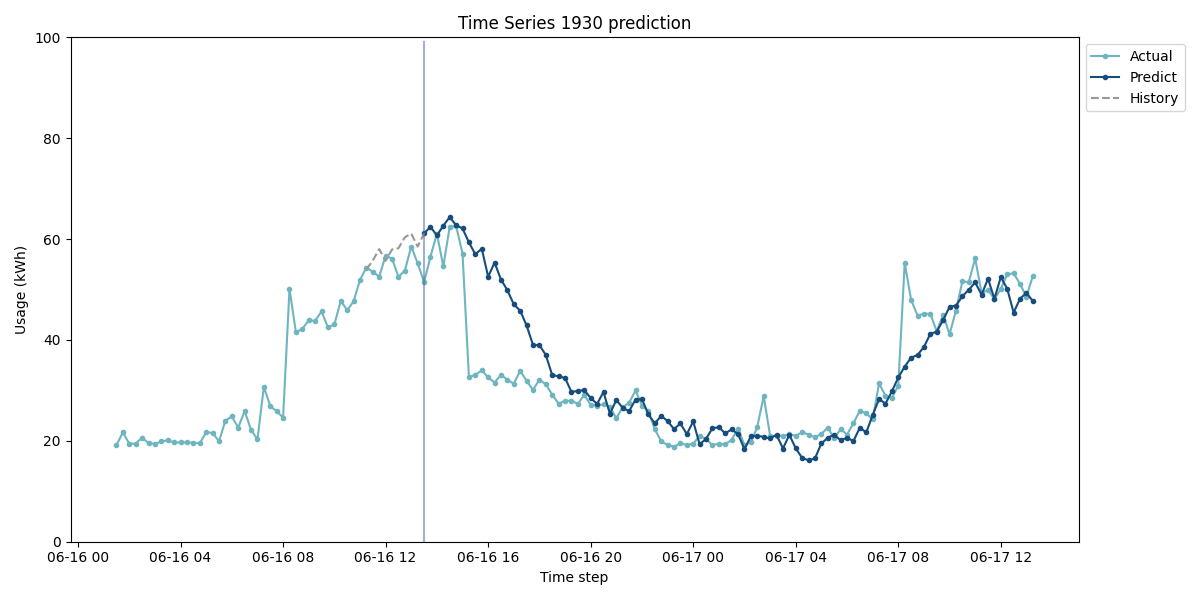 Time Series 1930 prediction
100
80
60
40
20
0
Usage (kWh)
06-16 00
06-16 04
06-16 08
06-16 12
06-16 16
06-16 20
06-17 00
06-17 04
06-17 08
06-17 12
Time step
Actual
Predict
History